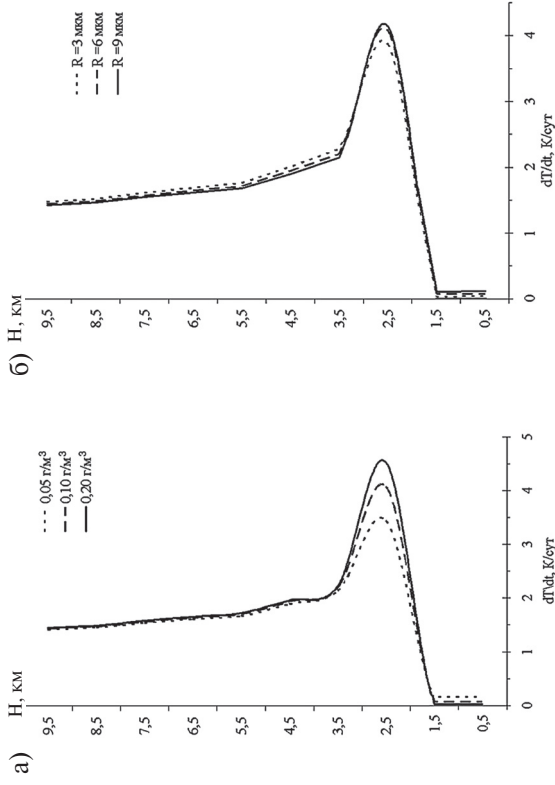 а)
Н, км
9,5
8,5
7,5
6,5
5,5
4,5
3,5
2,5
1,5
0,5
0 1 2 3 4 5
dT\dt, К/сут
0,05 г/м³
0,10 г/м³
0,20 г/м³
б)
Н, км
9,5
8,5
7,5
6,5
5,5
4,5
3,5
2,5
1,5
0,5
0 1 2 3 4
dT/dt, К/сут
R =3 мкм
R =6 мкм
R =9 мкм